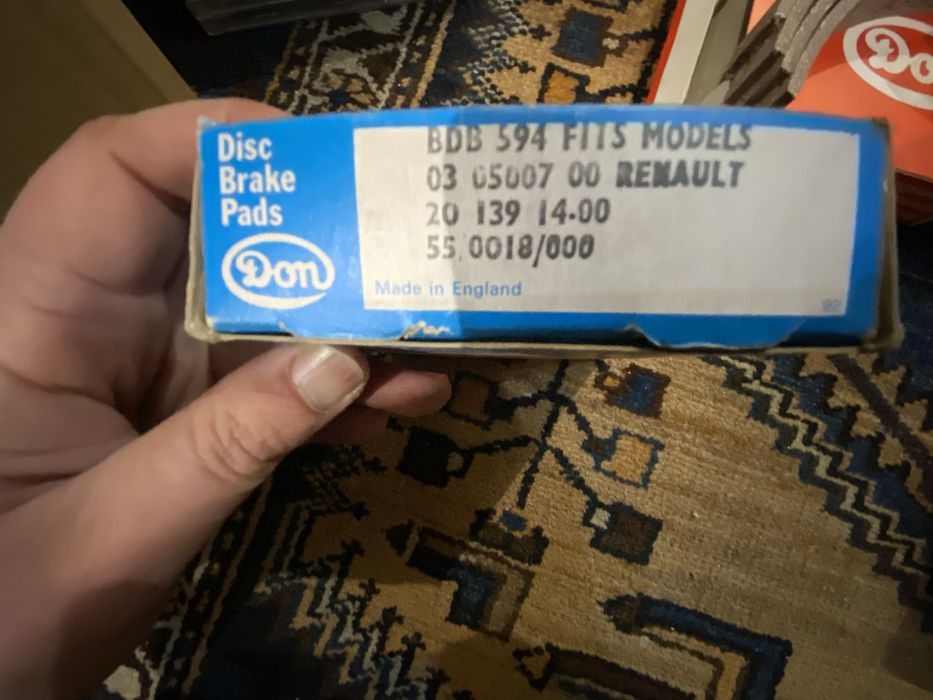 Disc
Brake
Pads
Don
BDB 594 FITS MODELS
03 05007 00 RENAULT
20 139 14.00
55.0018/000
Made in England
Do